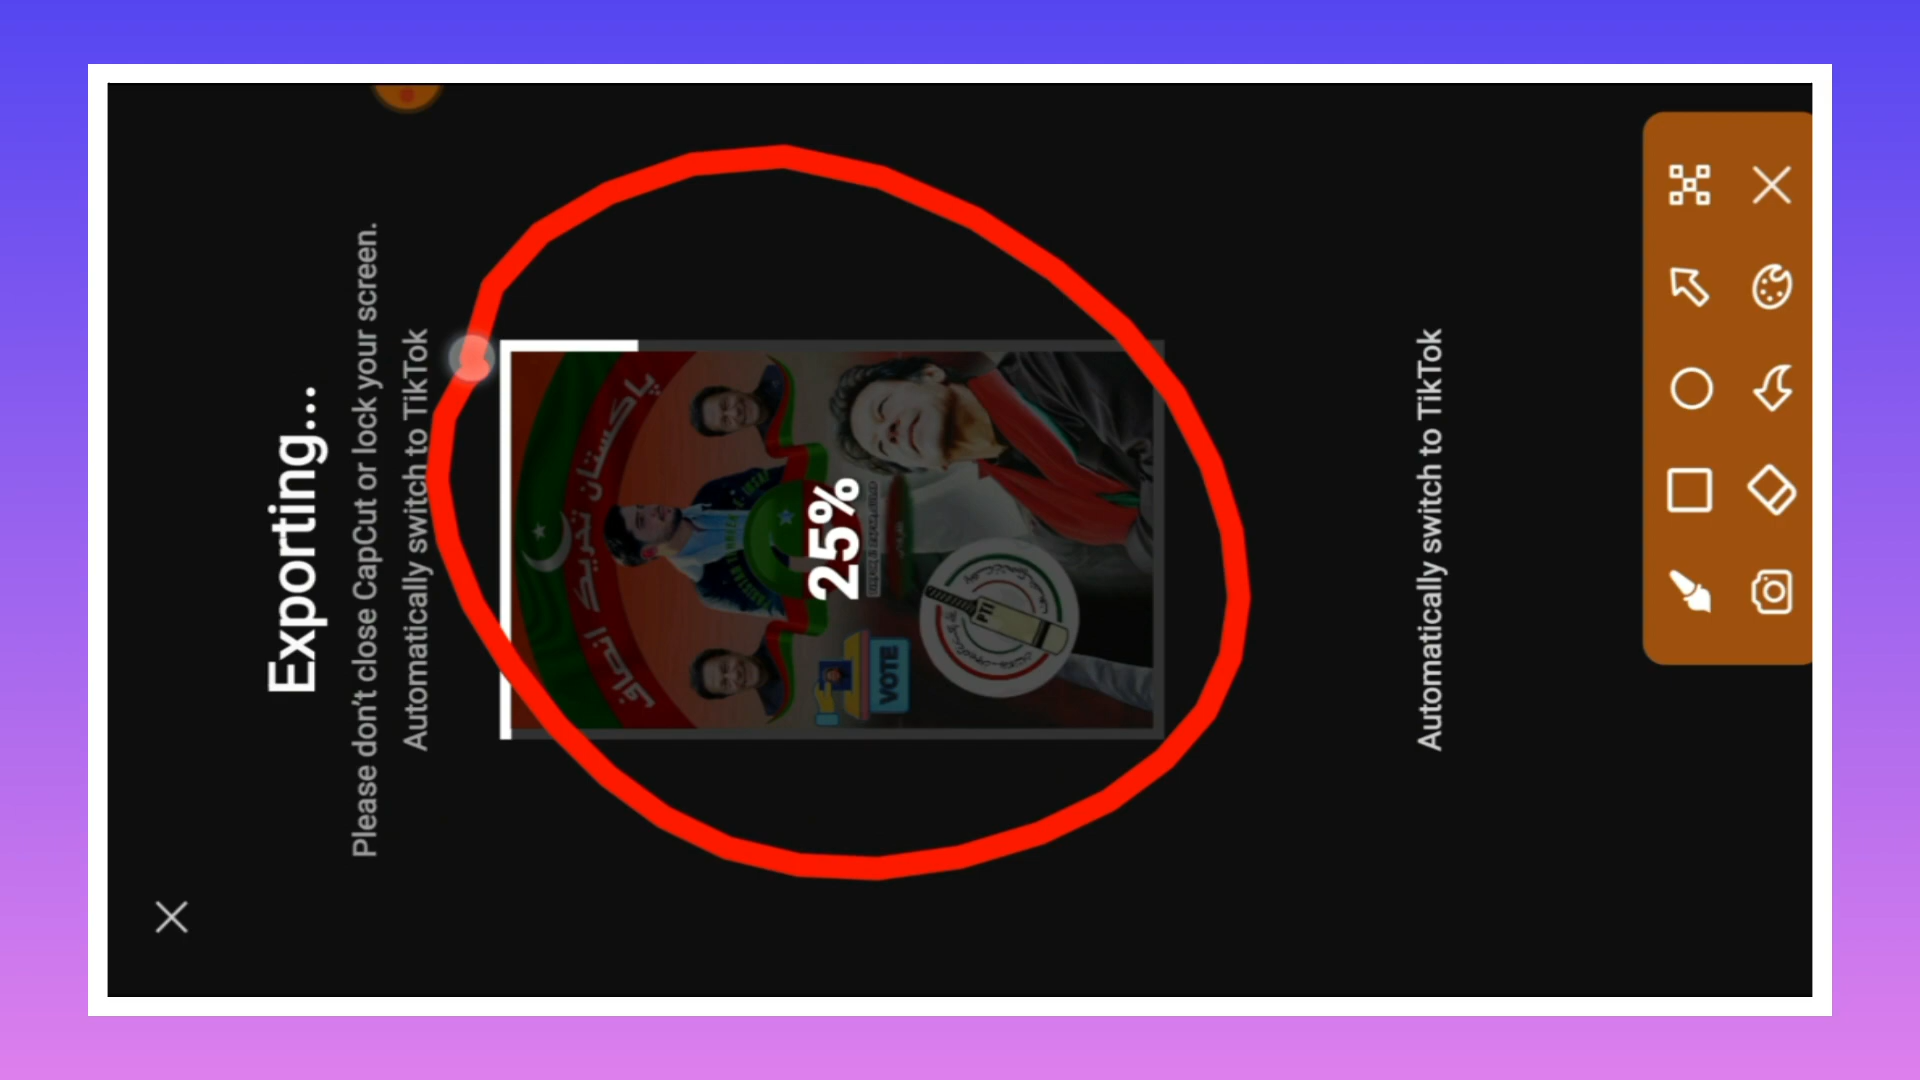 Exporting...
Please don't close CapCut or lock your screen.
Automatically switch to TikTok
پاکستان تحریک انصاف
25%
VOTE
PTI
Automatically switch to TikTok